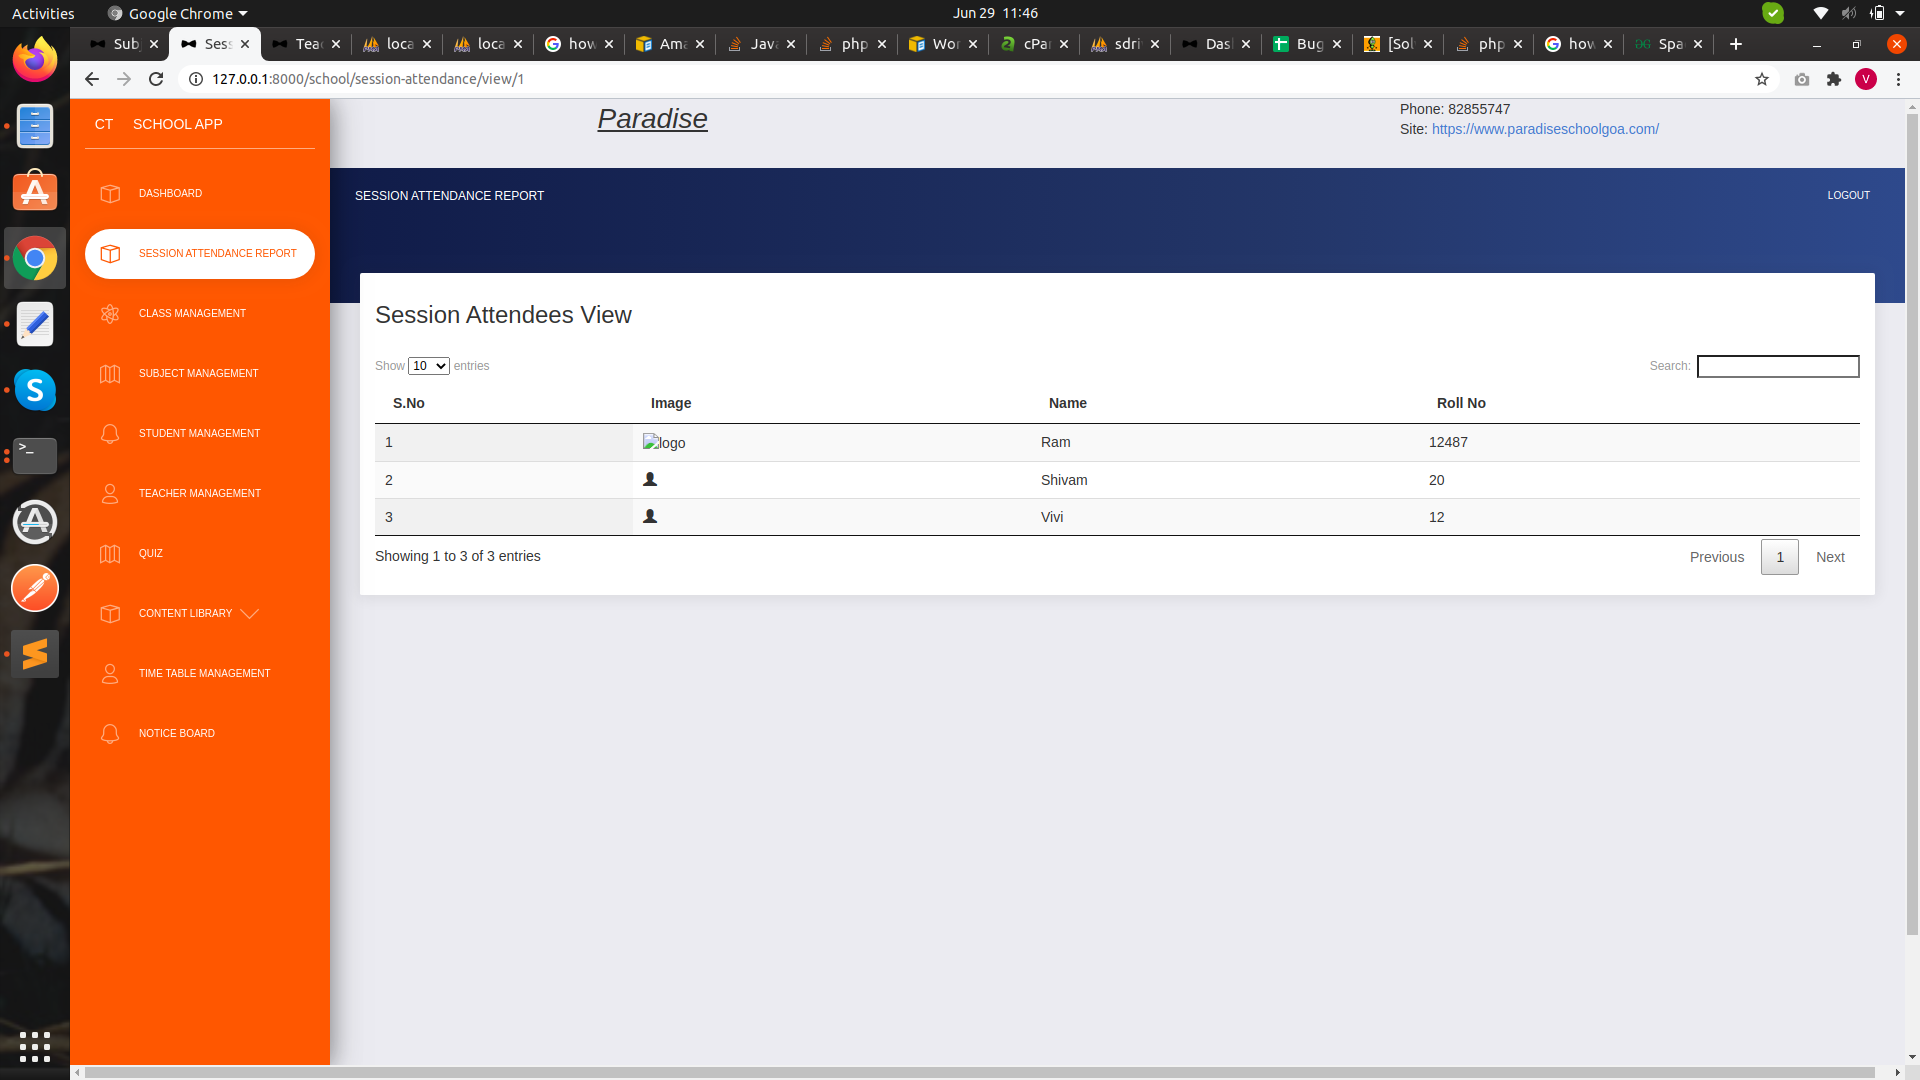 Activities Google Chrome Jun 29 11:46
Sub Sess Teac loca loca how Ama Java php Wor cPar sdri Dash Bug [Sol php how Spa
127.0.0.1:8000/school/session-attendance/view/1 V
CT SCHOOL APP
Paradise
Phone: 82855747
Site: https://www.paradiseschoolgoa.com/
DASHBOARD
SESSION ATTENDANCE REPORT
CLASS MANAGEMENT
SUBJECT MANAGEMENT
STUDENT MANAGEMENT
TEACHER MANAGEMENT
QUIZ
CONTENT LIBRARY
TIME TABLE MANAGEMENT
NOTICE BOARD
SESSION ATTENDANCE REPORT LOGOUT
Session Attendees View
Show 10 entries Search:
S.No Image Name Roll No
1 logo Ram 12487
2 Shivam 20
3 Vivi 12
Showing 1 to 3 of 3 entries Previous 1 Next